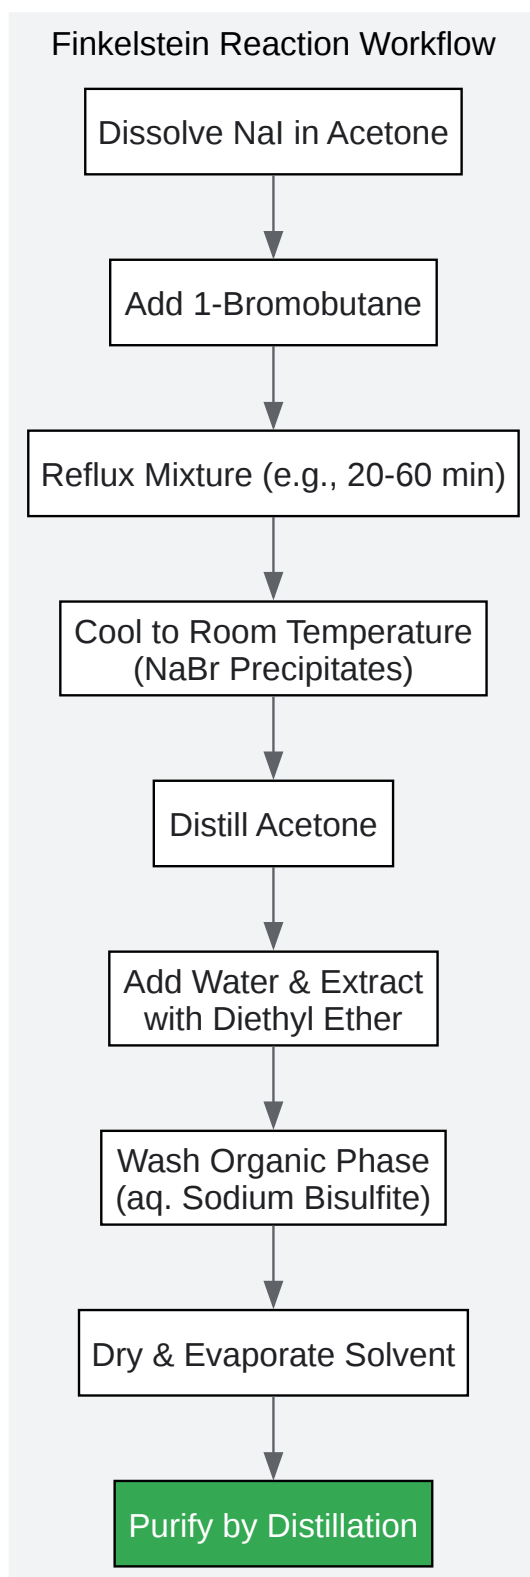 Finkelstein Reaction Workflow
Dissolve NaI in Acetone
Add 1-Bromobutane
Reflux Mixture (e.g., 20-60 min)
Cool to Room Temperature
(NaBr Precipitates)
Distill Acetone
Add Water & Extract
with Diethyl Ether
Wash Organic Phase
(aq. Sodium Bisulfite)
Dry & Evaporate Solvent
Purify by Distillation